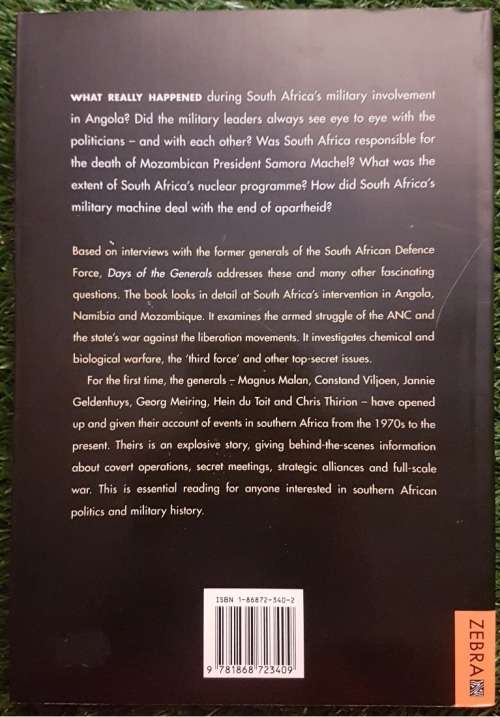 WHAT REALLY HAPPENED during South Africa's military involvement
in Angola? Did the military leaders always see eye to eye with the
politicians – and with each other? Was South Africa responsible for
the death of Mozambican President Samora Machel? What was the
extent of South Africa's nuclear programme? How did South Africa's
military machine deal with the end of apartheid?
Based on interviews with the former generals of the South African Defence
Force, Days of the Generals addresses these and many other fascinating
questions. The book looks in detail at South Africa's intervention in Angola,
Namibia and Mozambique. It examines the armed struggle of the ANC and
the state's war against the liberation movements. It investigates chemical and
biological warfare, the 'third force' and other top-secret issues.
For the first time, the generals – Magnus Malan, Constand Viljoen, Jannie
Geldenhuys, Georg Meiring, Hein du Toit and Chris Thirion – have opened
up and given their account of events in southern Africa from the 1970s to the
present. Theirs is an explosive story, giving behind-the-scenes information
about covert operations, secret meetings, strategic alliances and full-scale
war. This is essential reading for anyone interested in southern African
politics and military history.
ISBN 1-86872-340-2
9 781868 723409
ZEBRA